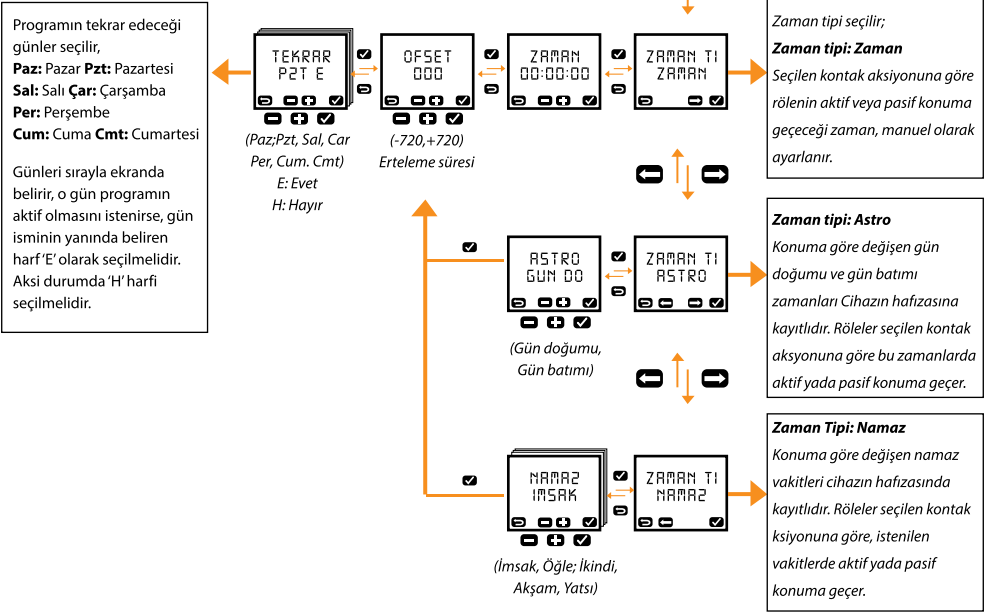 Programın tekrar edeceği
günler seçilir,
Paz: Pazar Pzt: Pazartesi
Sal: Salı Çar: Çarşamba
Per: Perşembe
Cum: Cuma Cmt: Cumartesi
Günleri sırayla ekranda
belirir, o gün programın
aktif olmasını istenirse, gün
isminin yanında beliren
harf ‘E’ olarak seçilmelidir.
Aksi durumda ‘H’ harfi
seçilmelidir.
TEKRAR
PZT E
(Paz;Pzt, Sal, Car
Per, Cum. Cmt)
E: Evet
H: Hayır
OFSET
000
(-720,+720)
Erteleme süresi
ZAMAN
00:00:00
ZAMAN TI
ZAMAN
Zaman tipi seçilir;
Zaman tipi: Zaman
Seçilen kontak aksiyonuna göre
rölenin aktif veya pasif konuma
geçeceği zaman, manuel olarak
ayarlanır.
ASTRO
GUN DO
(Gün doğumu,
Gün batımı)
ZAMAN TI
ASTRO
Zaman tipi: Astro
Konuma göre değişen gün
doğumu ve gün batımı
zamanları Cihazın hafızasına
kayıtlıdır. Röleler seçilen kontak
aksyonuna göre bu zamanlarda
aktif yada pasif konuma geçer.
NAMAZ
IMSAK
(İmsak, Öğle; İkindi,
Akşam, Yatsı)
ZAMAN TI
NAMAZ
Zaman Tipi: Namaz
Konuma göre değişen namaz
vakitleri cihazın hafızasında
kayıtlıdır. Röleler seçilen kontak
ksiyonuna göre, istenilen
vakitlerde aktif yada pasif
konuma geçer.